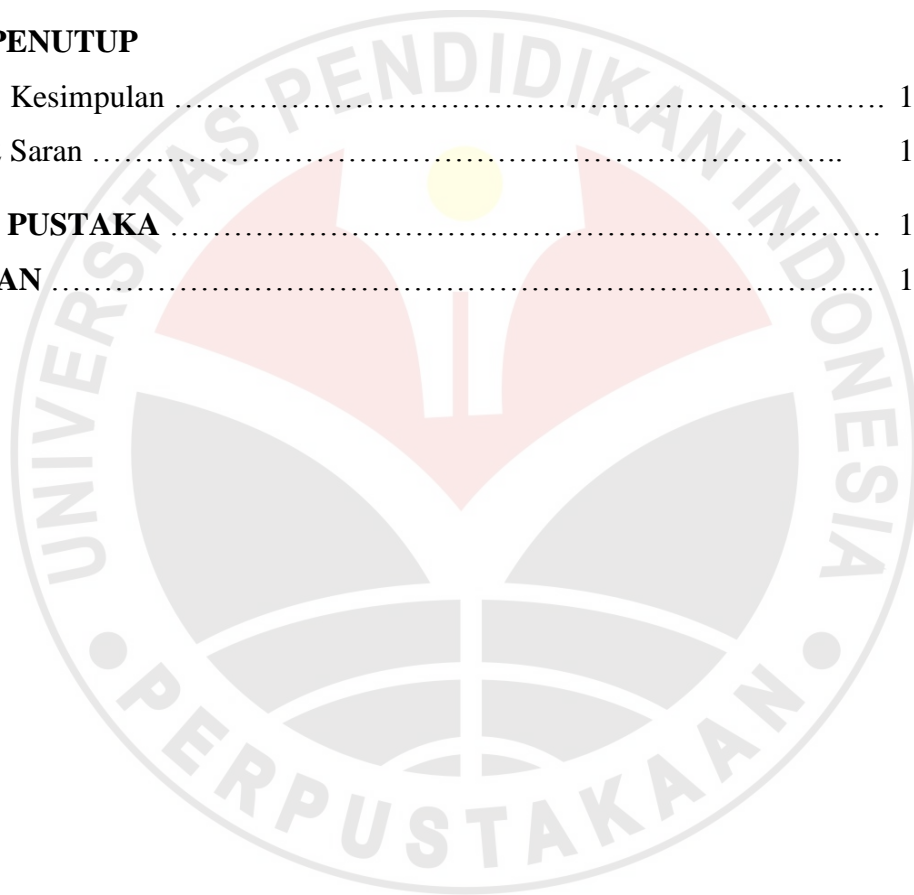 PENUTUP
Kesimpulan ……………………………………………………………. 1
. Saran ……………………………………………………………….. 1
PUSTAKA ……………………………………………………………. 1
AN …………………………………………………………………... 1
UNIVERSITAS PENDIDIKAN INDONESIA
PERPUSTAKAAN